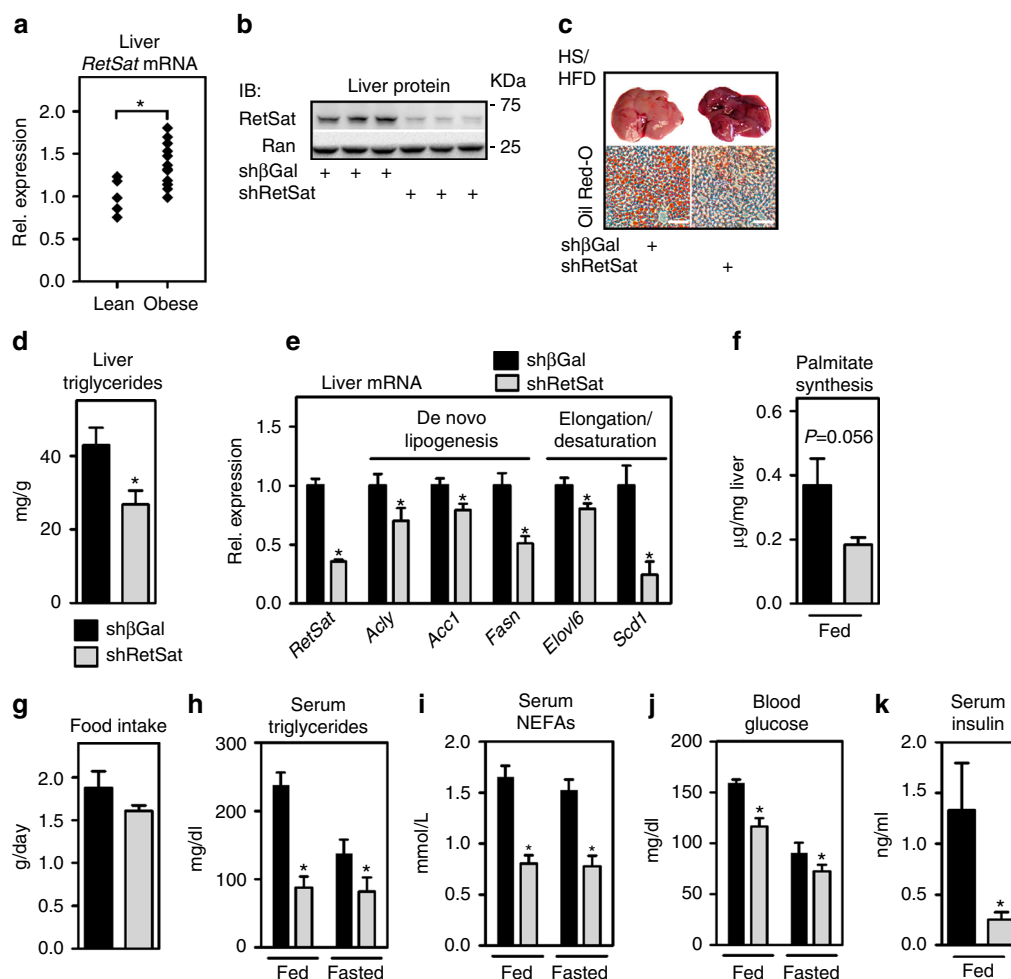 a
Liver
RetSat mRNA
*
Rel. expression
2.0
1.5
1.0
0.5
0.0
Lean Obese
b
IB:
Liver protein
KDa
RetSat
- 75
Ran
- 25
shβGal + + +
shRetSat + + +
c
HS/
HFD
Oil Red-O
shβGal +
shRetSat +
d
Liver
triglycerides
mg/g
40
20
0
*
shβGal
shRetSat
e
shβGal
shRetSat
Liver mRNA
De novo
lipogenesis
Elongation/
desaturation
Rel. expression
1.5
1.0
0.5
0.0
* * * * * *
RetSat Acly Acc1 Fasn Elovl6 Scd1
f
Palmitate
synthesis
μg/mg liver
0.6
0.4
0.2
0.0
P=0.056
Fed
g
Food intake
g/day
2.0
1.5
1.0
0.5
0.0
h
Serum
triglycerides
mg/dl
300
200
100
0
* *
Fed Fasted
i
Serum
NEFAs
mmol/L
2.0
1.5
1.0
0.5
0.0
* *
Fed Fasted
j
Blood
glucose
mg/dl
200
150
100
50
0
* *
Fed Fasted
k
Serum
insulin
ng/ml
2.0
1.5
1.0
0.5
0.0
*
Fed